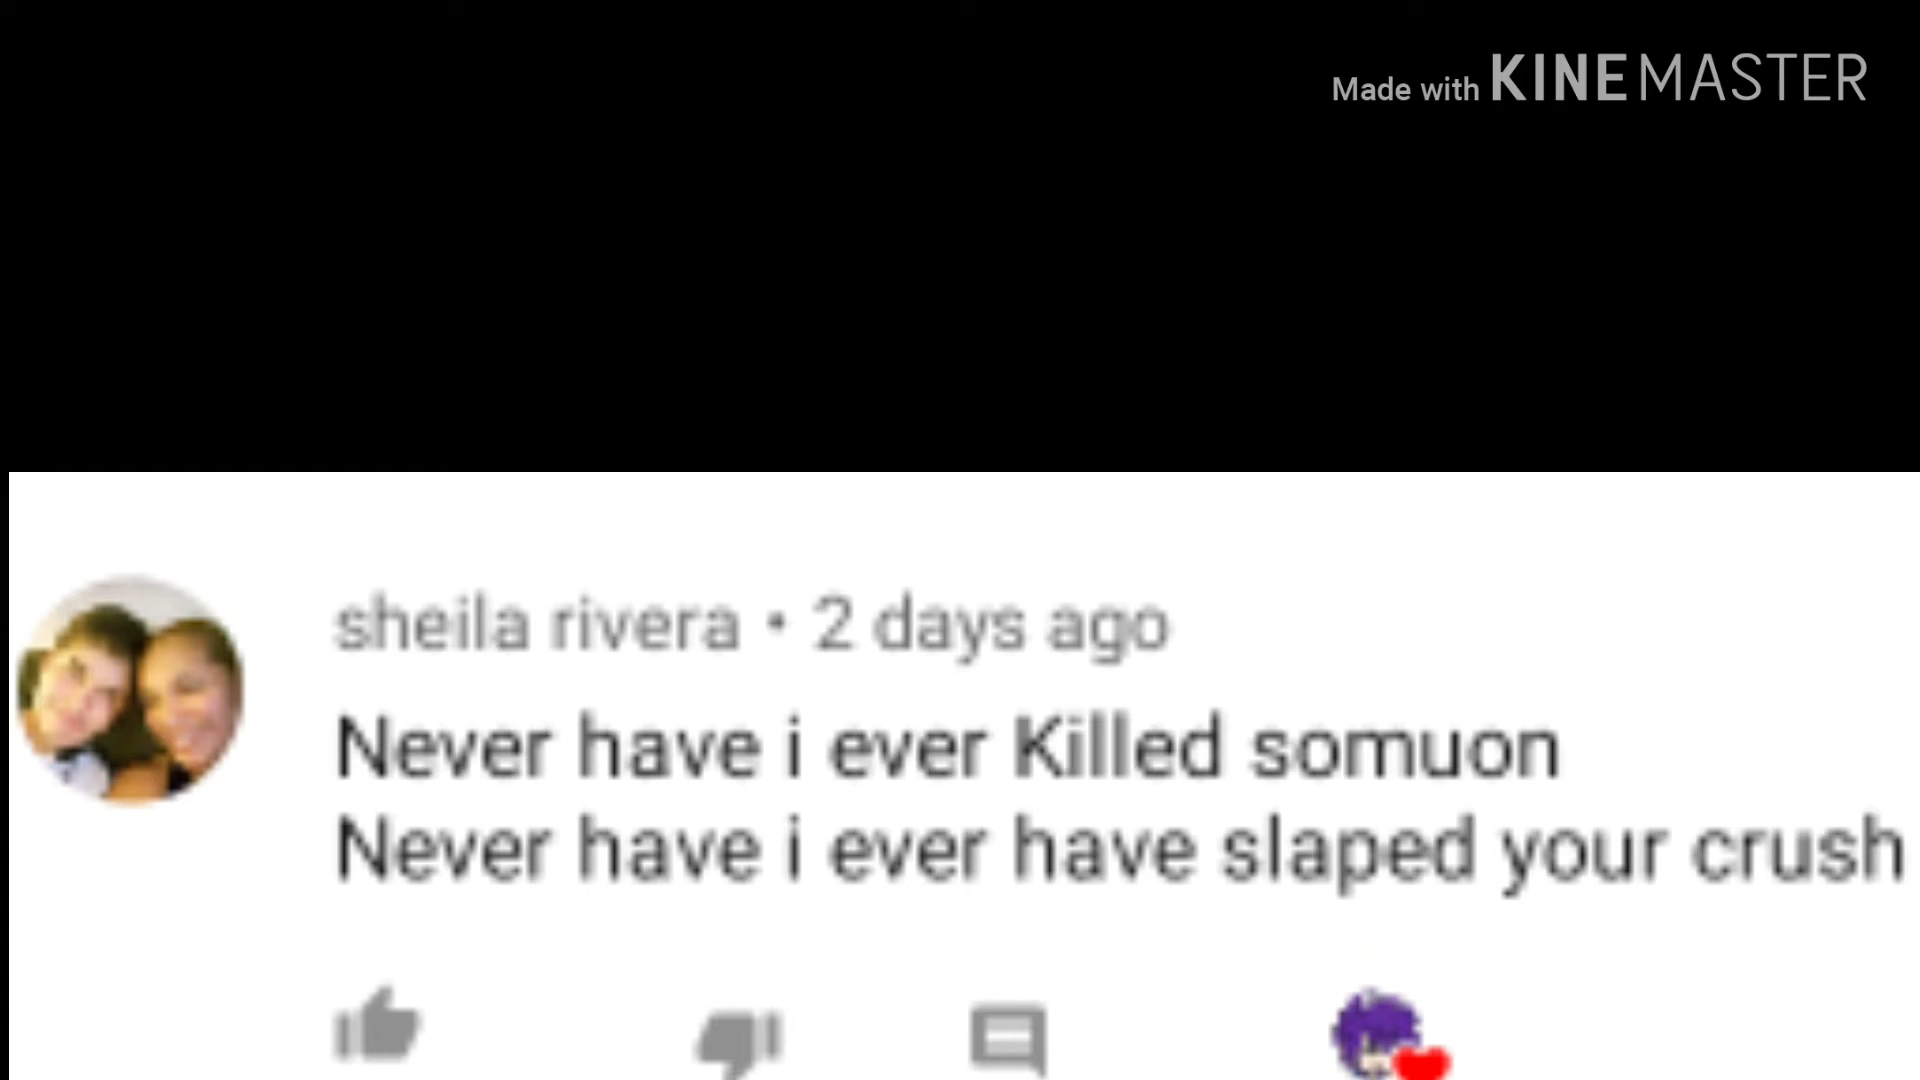 Made with KINEMASTER
sheila rivera • 2 days ago
Never have i ever Killed somuon
Never have i ever have slaped your crush